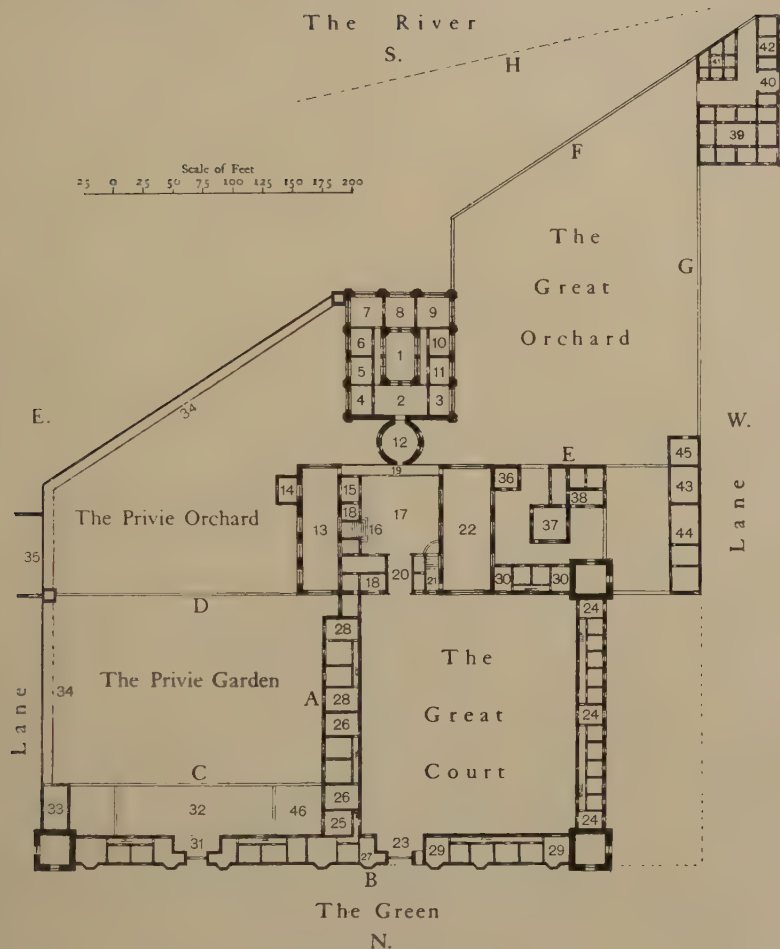 The River
S.
H
42
41
40
39
Scale of Feet
25 0 25 50 75 100 125 150 175 200
F
The
Great
Orchard
G
7 8 9
6 1 10
5 11
4 2 3
12
34
E.
W.
Lane
19
E
45
14 15 36 43
13 18 16 17 22 37 38 44
The Privie Orchard
35
18 20 21 30 30
D
24
28
The Privie Garden
The
Great
Court
34
A
28
26
24
Lane
C
33 32 46 26
25
24
31 27 23 29 29
B
The Green
N.